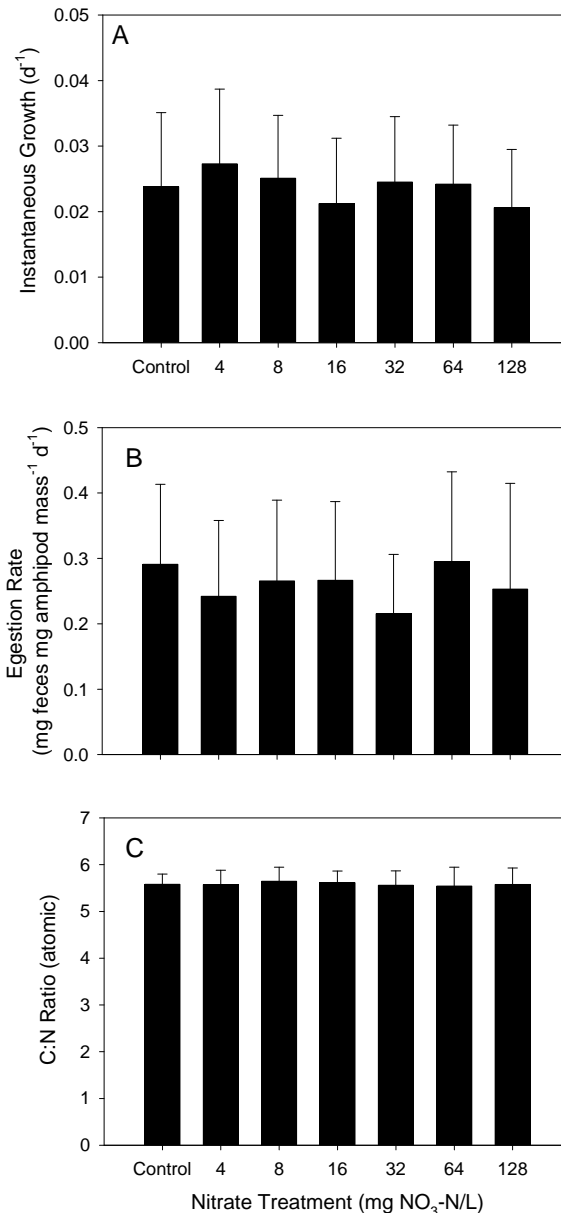 A
Instantaneous Growth (d⁻¹)
0.05
0.04
0.03
0.02
0.01
0.00
Control 4 8 16 32 64 128
B
Egestion Rate
(mg feces mg amphipod mass⁻¹ d⁻¹)
0.5
0.4
0.3
0.2
0.1
0.0
C
C:N Ratio (atomic)
7
6
5
4
3
2
1
0
Control 4 8 16 32 64 128
Nitrate Treatment (mg NO₃-N/L)